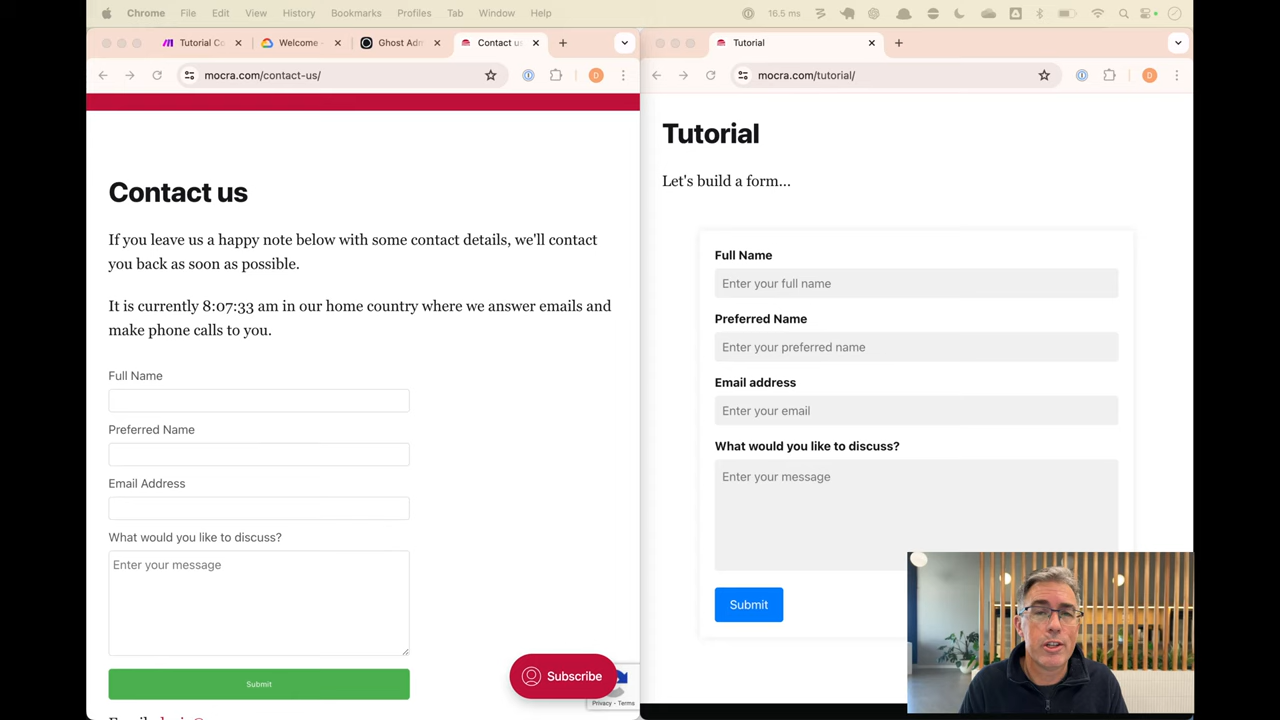 Chrome File Edit View History Bookmarks Profiles Tab Window Help
16.5 ms
Tutorial Co
Welcome -
Ghost Adm
Contact us
mocra.com/contact-us/
D
Contact us
If you leave us a happy note below with some contact details, we'll contact
you back as soon as possible.
It is currently 8:07:33 am in our home country where we answer emails and
make phone calls to you.
Full Name
Preferred Name
Email Address
What would you like to discuss?
Enter your message
Submit
Subscribe
Privacy - Terms
Tutorial
mocra.com/tutorial/
D
Tutorial
Let's build a form...
Full Name
Enter your full name
Preferred Name
Enter your preferred name
Email address
Enter your email
What would you like to discuss?
Enter your message
Submit